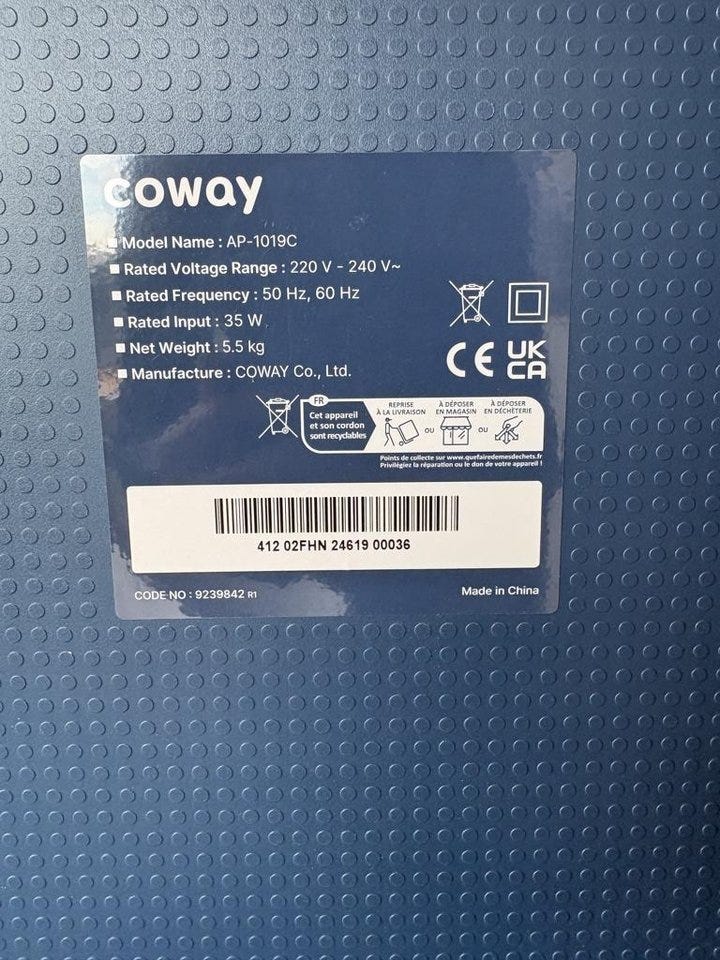 coway
Model Name : AP-1019C
Rated Voltage Range : 220 V - 240 V~
Rated Frequency : 50 Hz, 60 Hz
Rated Input : 35 W
Net Weight : 5.5 kg
Manufacture : COWAY Co., Ltd.
CE UK CA
FR
Cet appareil
et son cordon
sont recyclables
REPRISE
À LA LIVRAISON
OU
À DÉPOSER
EN MAGASIN
OU
À DÉPOSER
EN DÉCHÈTERIE
Points de collecte sur www.quefairedemesdechets.fr
Privilégiez la réparation ou le don de votre appareil !
412 02FHN 24619 00036
CODE NO : 9239842 R1
Made in China